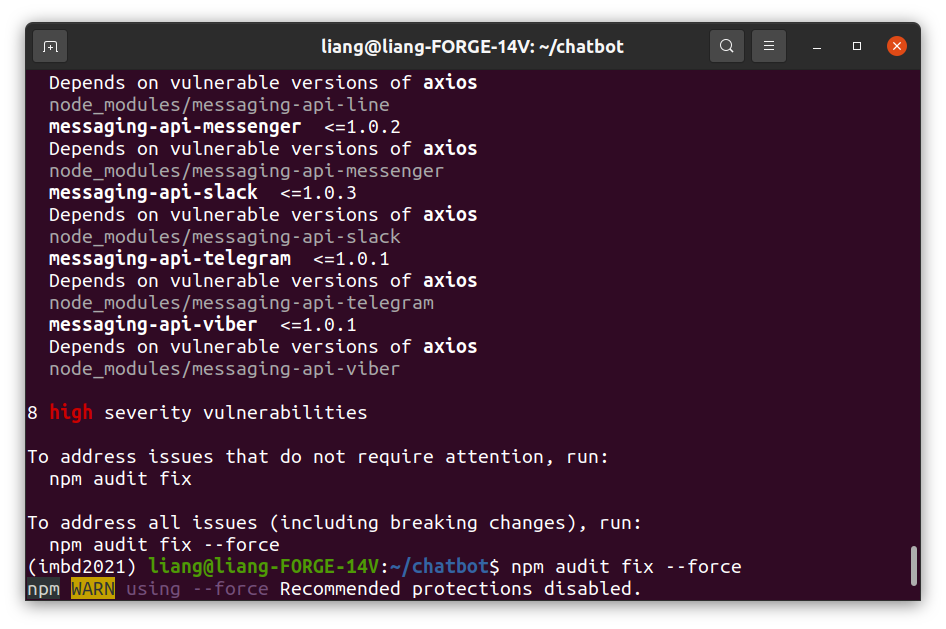 liang@liang-FORGE-14V: ~/chatbot
Depends on vulnerable versions of axios
node_modules/messaging-api-line
messaging-api-messenger  <=1.0.2
Depends on vulnerable versions of axios
node_modules/messaging-api-messenger
messaging-api-slack  <=1.0.3
Depends on vulnerable versions of axios
node_modules/messaging-api-slack
messaging-api-telegram  <=1.0.1
Depends on vulnerable versions of axios
node_modules/messaging-api-telegram
messaging-api-viber  <=1.0.1
Depends on vulnerable versions of axios
node_modules/messaging-api-viber
8 high severity vulnerabilities
To address issues that do not require attention, run:
npm audit fix
To address all issues (including breaking changes), run:
npm audit fix --force
(imbd2021) liang@liang-FORGE-14V:~/chatbot$ npm audit fix --force
npm WARN using --force Recommended protections disabled.